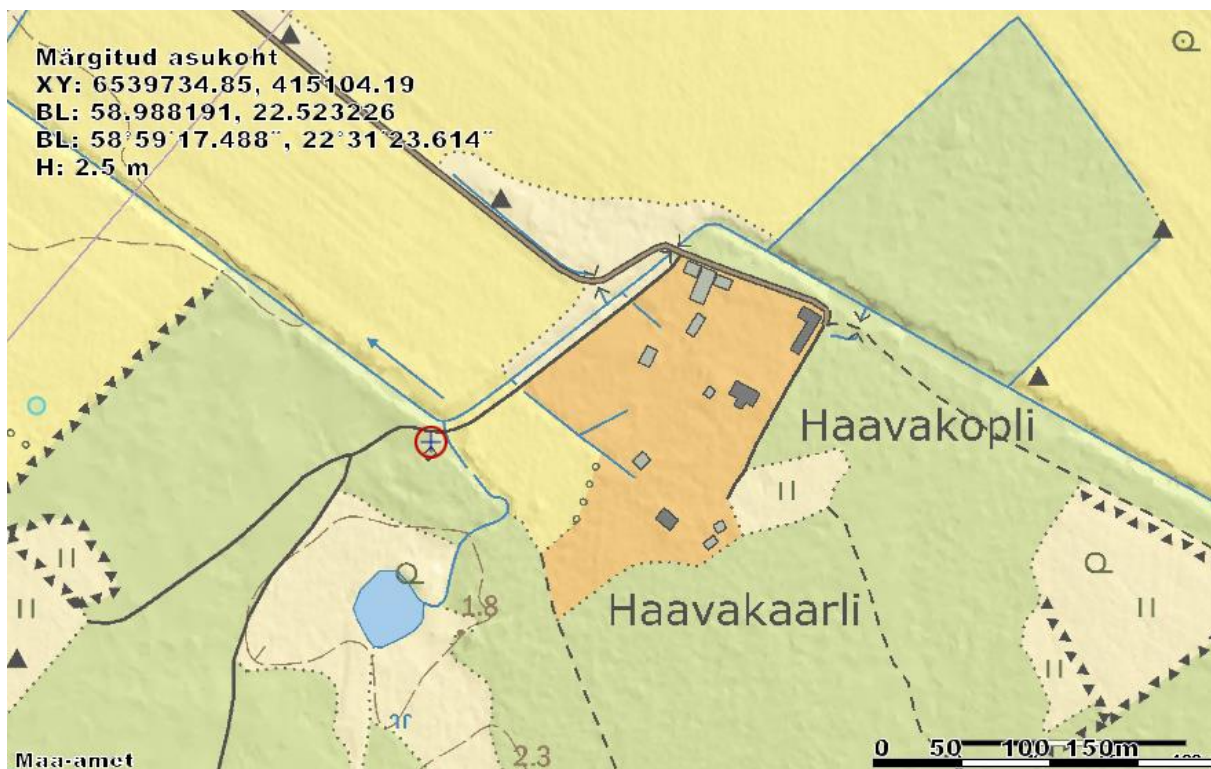 Märgitud asukoht
XY: 6539734.85, 415104.19
BL: 58.988191, 22.523226
BL: 58°59´17.488¨, 22°31´23.614¨
H: 2.5 m
Haavakopli
Haavakaarli
1.8
2.3
Maa-amet
0 50 100 150m